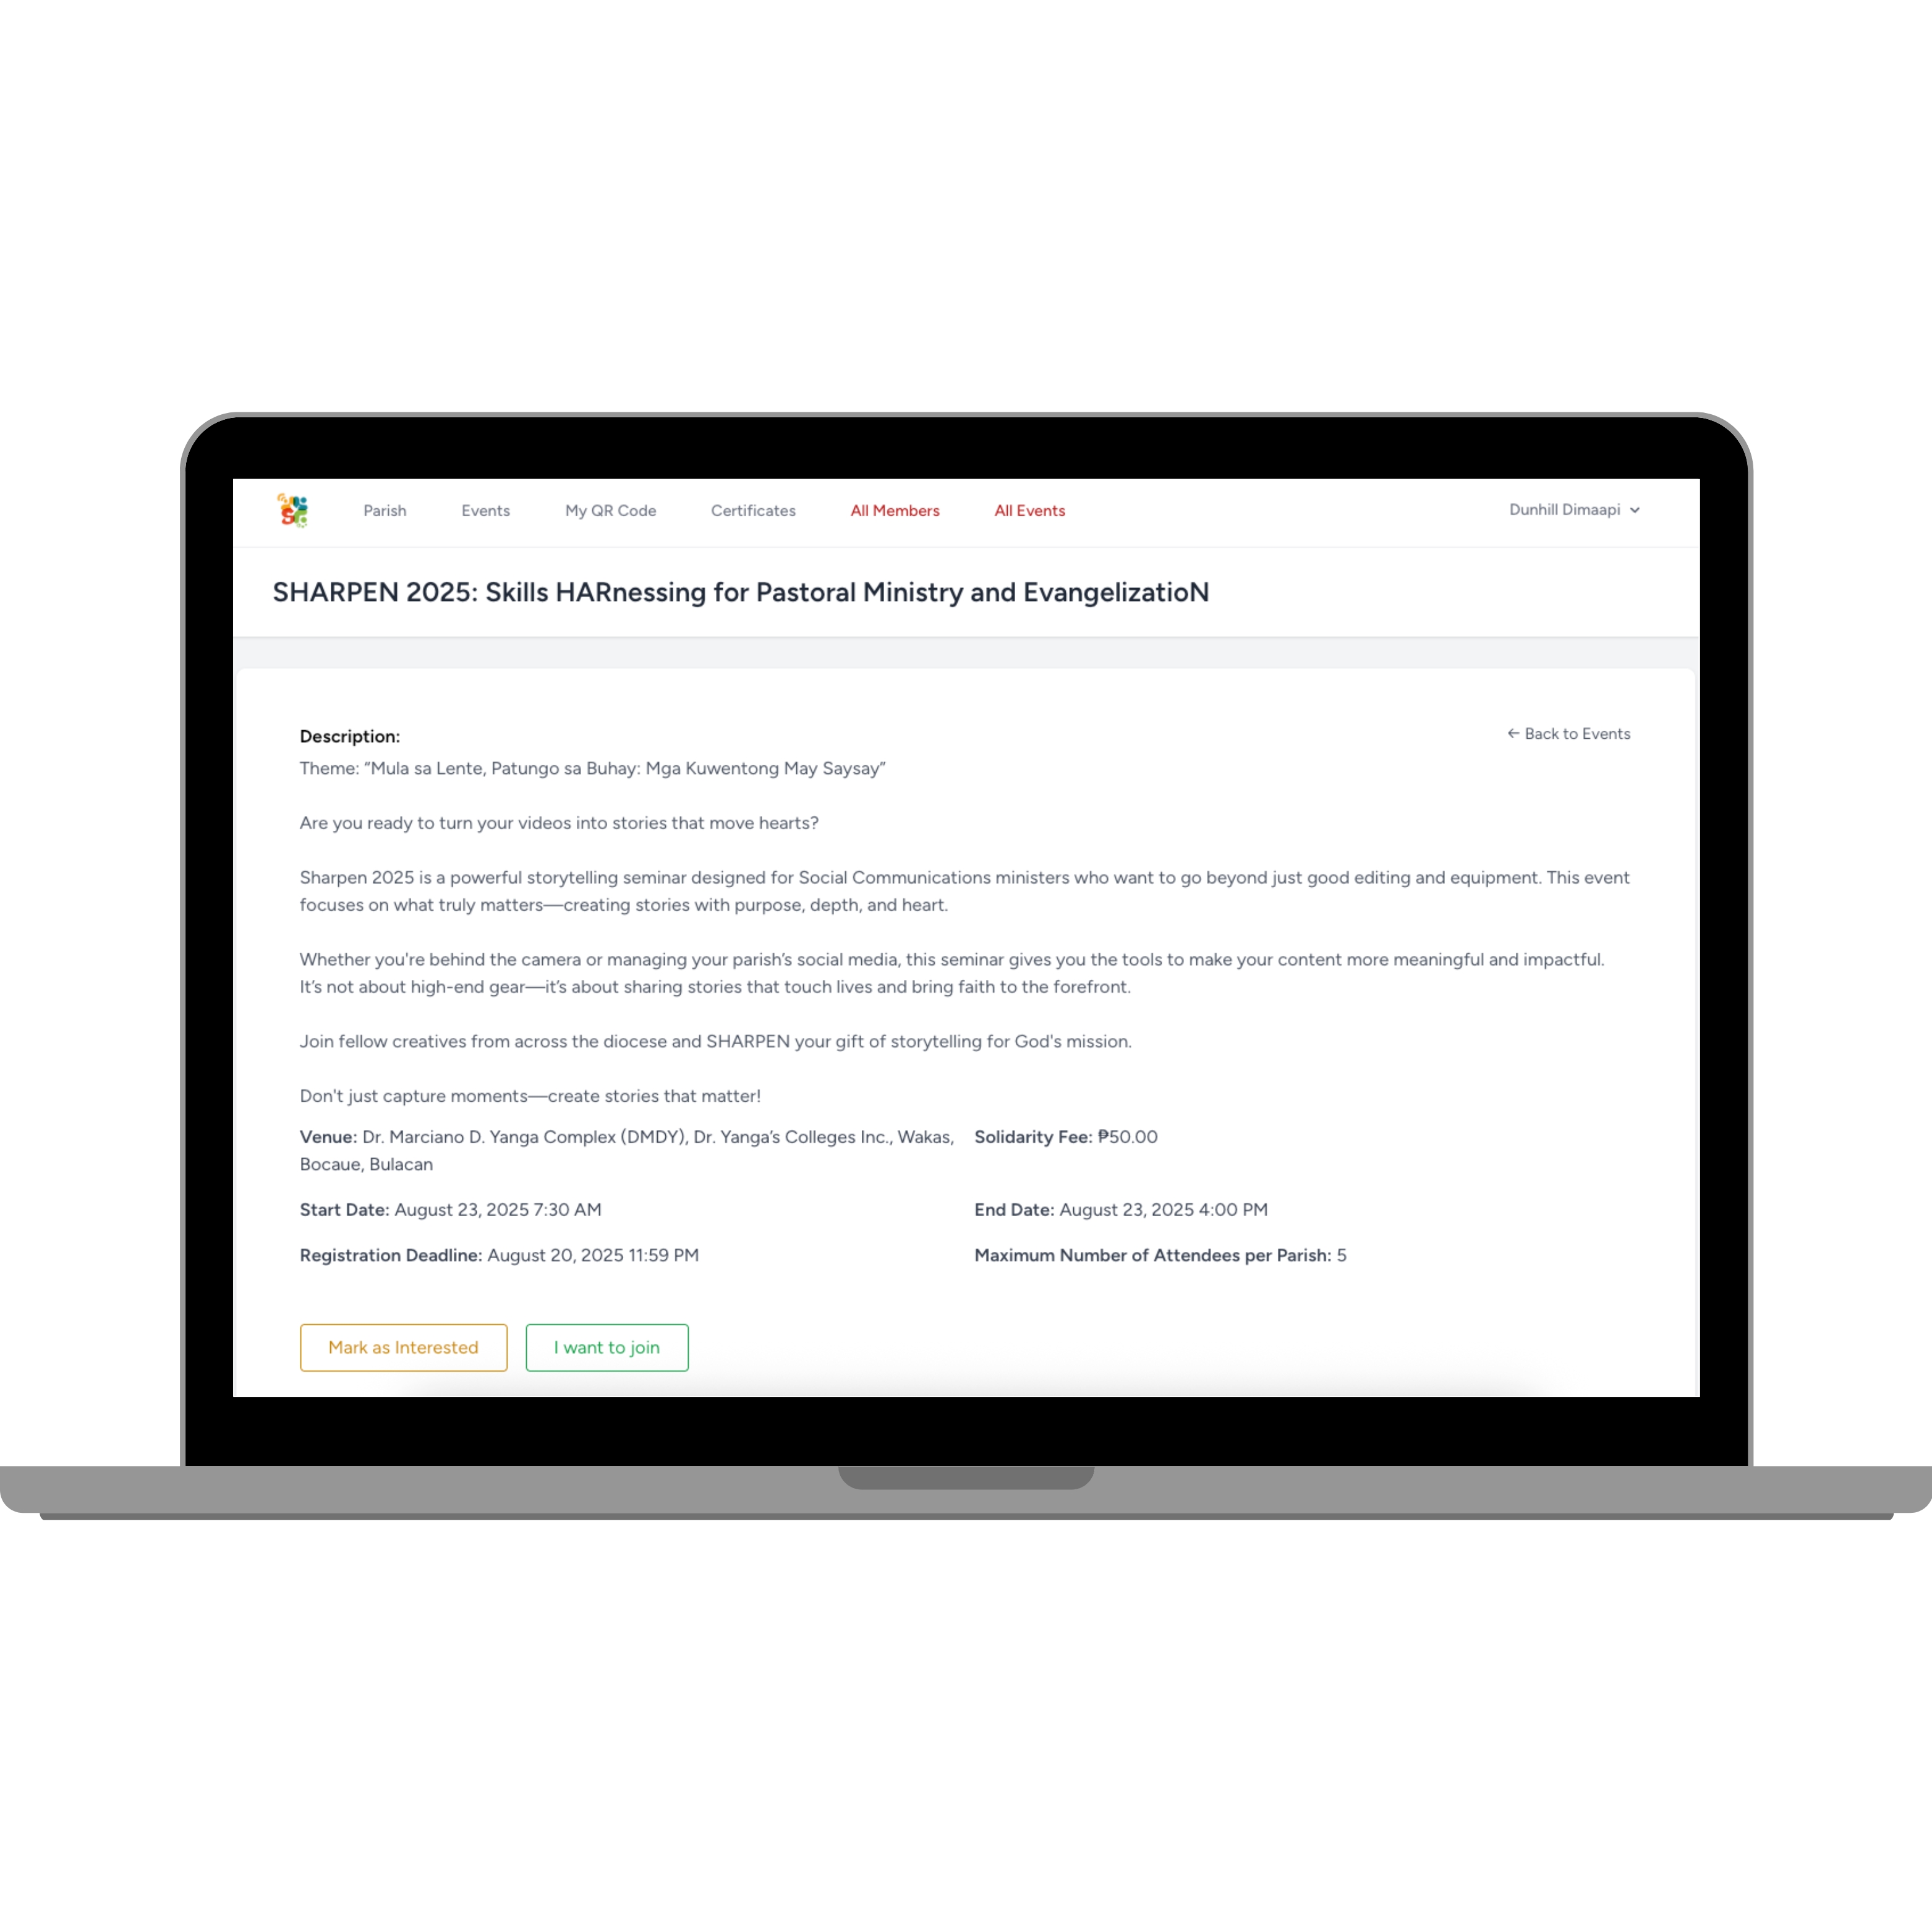 Parish Events My QR Code Certificates All Members All Events Dunhill Dimaapi
SHARPEN 2025: Skills HARnessing for Pastoral Ministry and EvangelizatioN
Description:
← Back to Events
Theme: “Mula sa Lente, Patungo sa Buhay: Mga Kuwentong May Saysay”
Are you ready to turn your videos into stories that move hearts?
Sharpen 2025 is a powerful storytelling seminar designed for Social Communications ministers who want to go beyond just good editing and equipment. This event
focuses on what truly matters—creating stories with purpose, depth, and heart.
Whether you're behind the camera or managing your parish’s social media, this seminar gives you the tools to make your content more meaningful and impactful.
It’s not about high-end gear—it’s about sharing stories that touch lives and bring faith to the forefront.
Join fellow creatives from across the diocese and SHARPEN your gift of storytelling for God's mission.
Don't just capture moments—create stories that matter!
Venue: Dr. Marciano D. Yanga Complex (DMDY), Dr. Yanga’s Colleges Inc., Wakas,
Bocaue, Bulacan
Solidarity Fee: ₱50.00
Start Date: August 23, 2025 7:30 AM
End Date: August 23, 2025 4:00 PM
Registration Deadline: August 20, 2025 11:59 PM
Maximum Number of Attendees per Parish: 5
Mark as Interested
I want to join